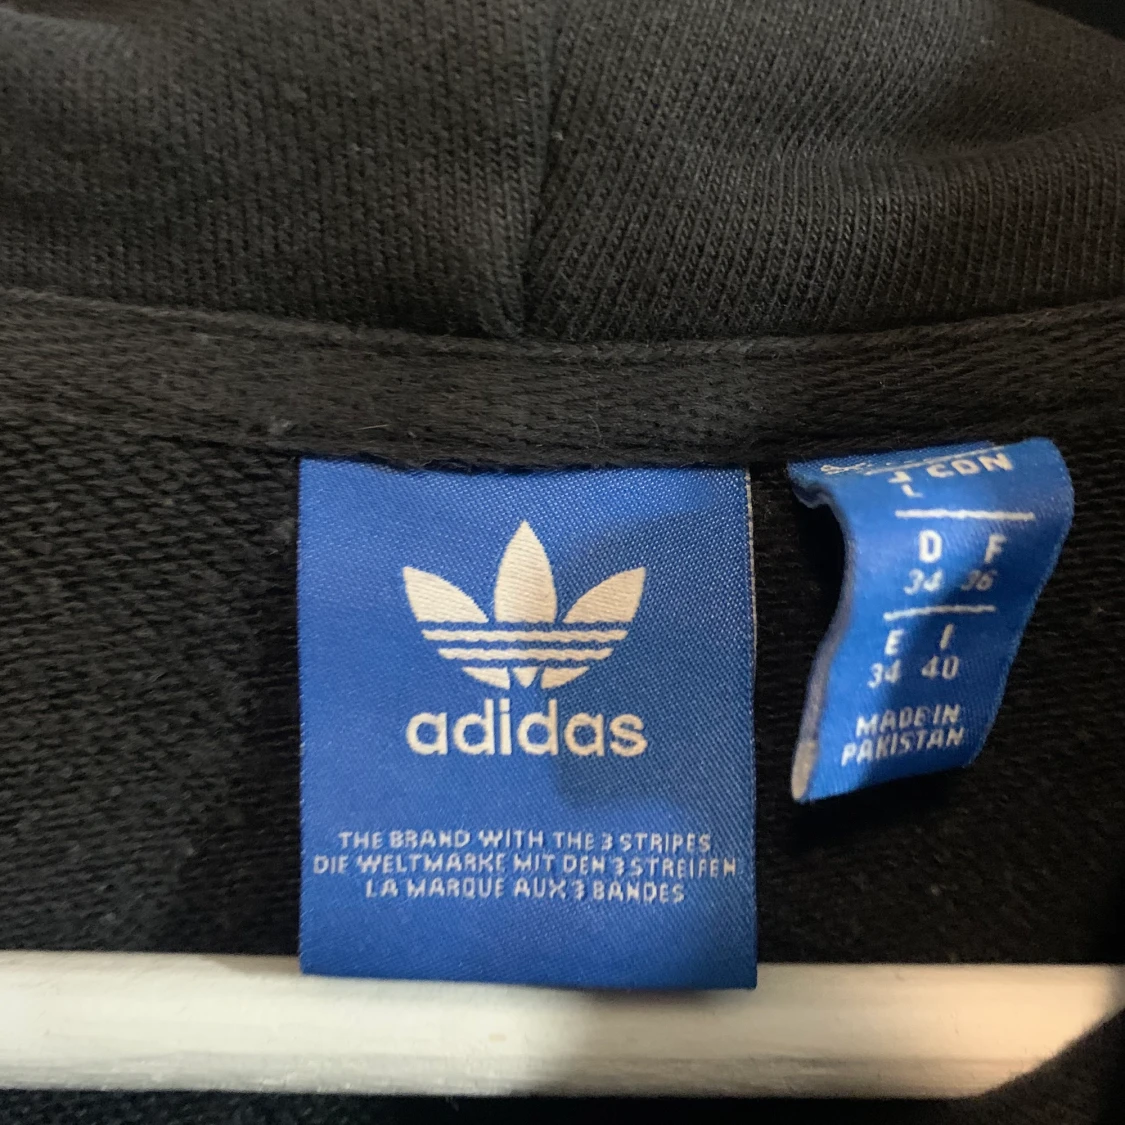 adidas
THE BRAND WITH THE 3 STRIPES
DIE WELTMARKE MIT DEN 3 STREIFEN
LA MARQUE AUX 3 BANDES
CDN
D F
34 36
E I
34 40
MADE IN
PAKISTAN